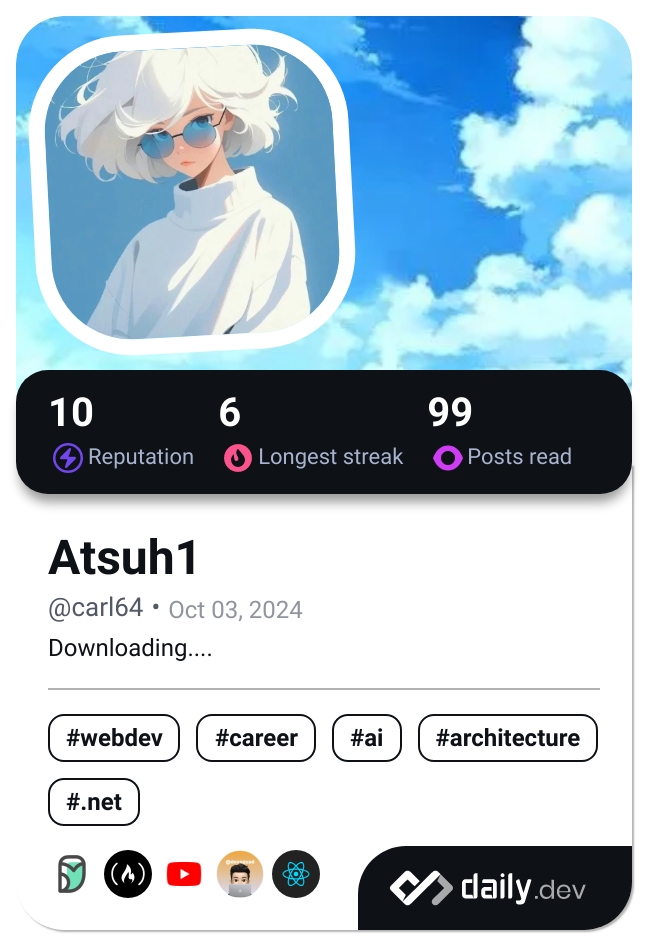 10 6 99
Reputation Longest streak Posts read
Atsuh1
@carl64 • Oct 03, 2024
Downloading....
#webdev #career #ai #architecture
#.net
daily.dev